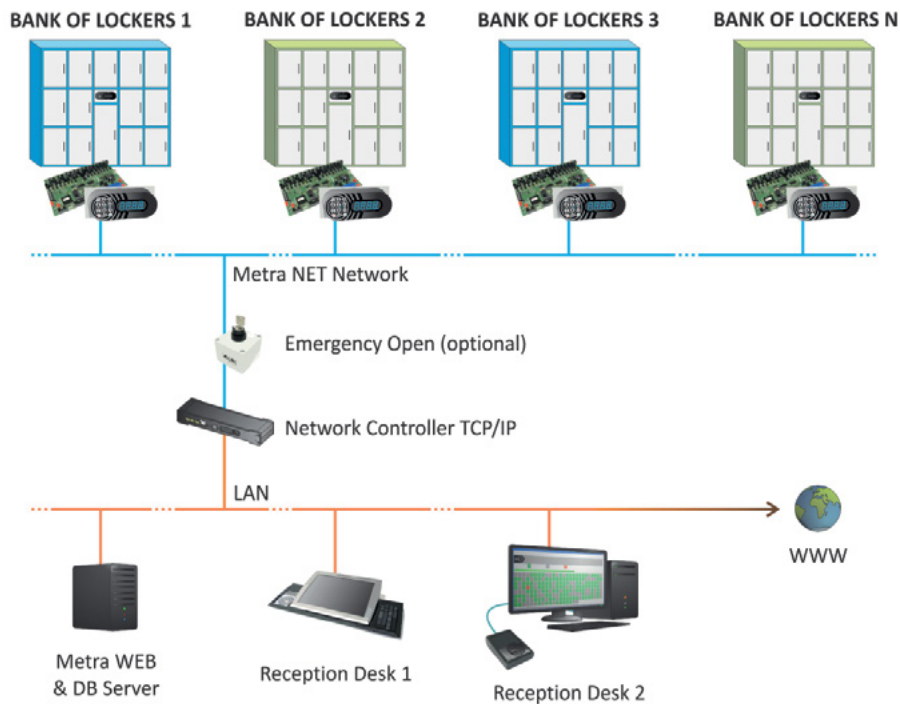 BANK OF LOCKERS 1
BANK OF LOCKERS 2
BANK OF LOCKERS 3
BANK OF LOCKERS N
Metra NET Network
Emergency Open (optional)
Network Controller TCP/IP
LAN
WWW
Metra WEB
& DB Server
Reception Desk 1
Reception Desk 2